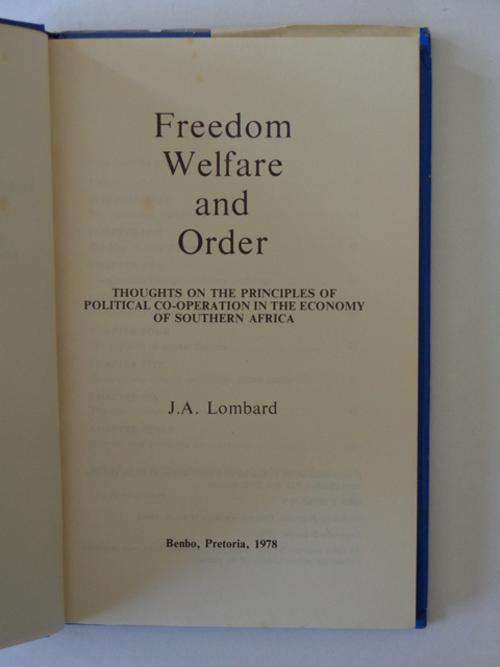 Freedom
Welfare
and
Order
THOUGHTS ON THE PRINCIPLES OF
POLITICAL CO-OPERATION IN THE ECONOMY
OF SOUTHERN AFRICA
J.A. Lombard
Benbo, Pretoria, 1978